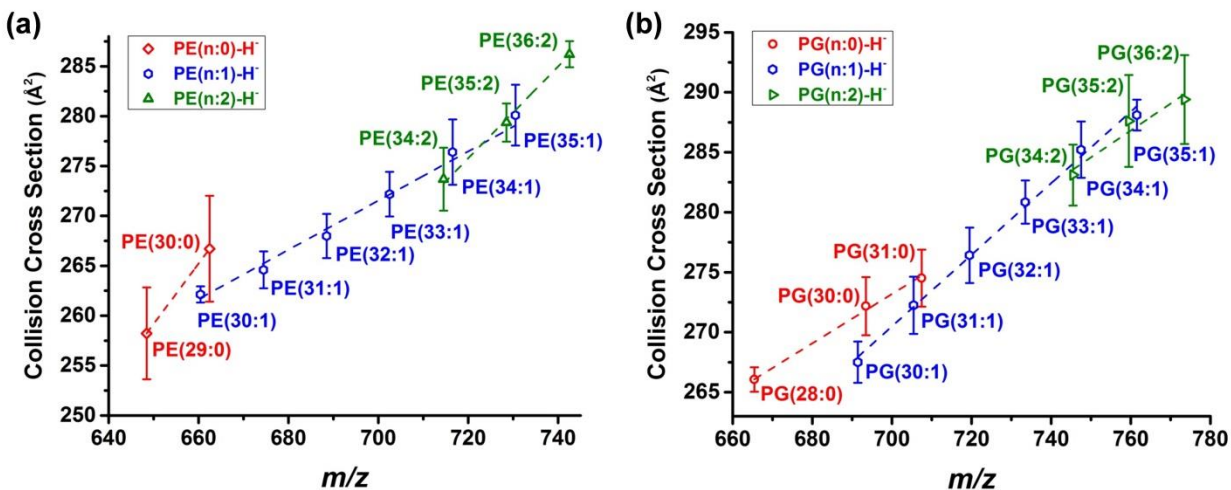 (a)
PE(n:0)-H⁻
PE(n:1)-H⁻
PE(n:2)-H⁻
PE(36:2)
PE(35:2)
PE(34:2)
PE(35:1)
PE(34:1)
PE(33:1)
PE(30:0)
PE(32:1)
PE(31:1)
PE(30:1)
PE(29:0)
Collision Cross Section (Å²)
285
280
275
270
265
260
255
250
640 660 680 700 720 740
m/z
(b)
PG(n:0)-H⁻
PG(n:1)-H⁻
PG(n:2)-H⁻
PG(36:2)
PG(35:2)
PG(34:2)
PG(35:1)
PG(34:1)
PG(33:1)
PG(31:0)
PG(32:1)
PG(30:0)
PG(31:1)
PG(30:1)
PG(28:0)
Collision Cross Section (Å²)
295
290
285
280
275
270
265
660 680 700 720 740 760 780
m/z